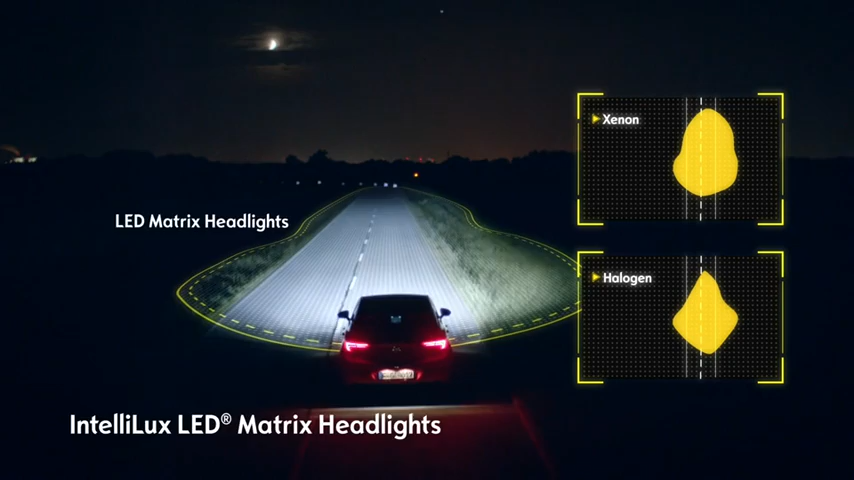 Xenon
LED Matrix Headlights
Halogen
IntelliLux LED® Matrix Headlights